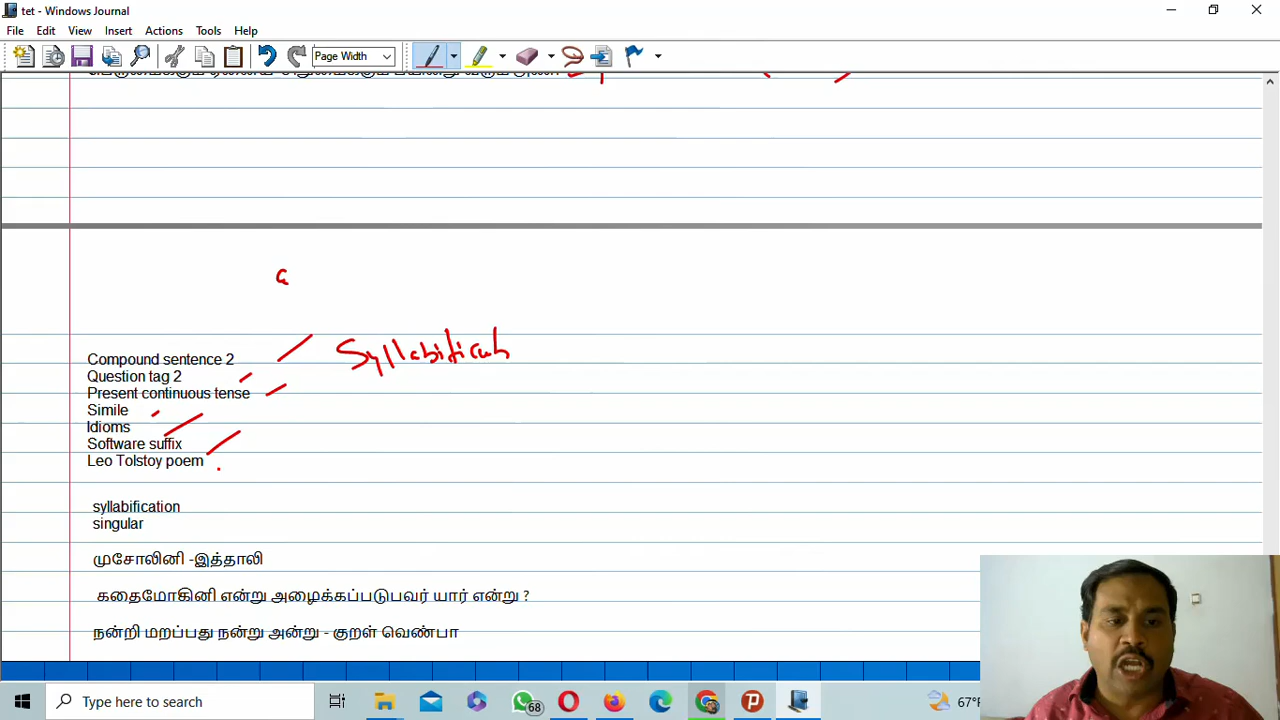 tet - Windows Journal
File Edit View Insert Actions Tools Help
Page Width
a
Syllabificati
Compound sentence 2
Question tag 2
Present continuous tense
Simile
Idioms
Software suffix
Leo Tolstoy poem
syllabification
singular
முசோலினி -இத்தாலி
கதைமோகினி என்று அழைக்கப்படுபவர் யார் என்று ?
நன்றி மறப்பது நன்று அன்று - குறள் வெண்பா
Type here to search
68
67°